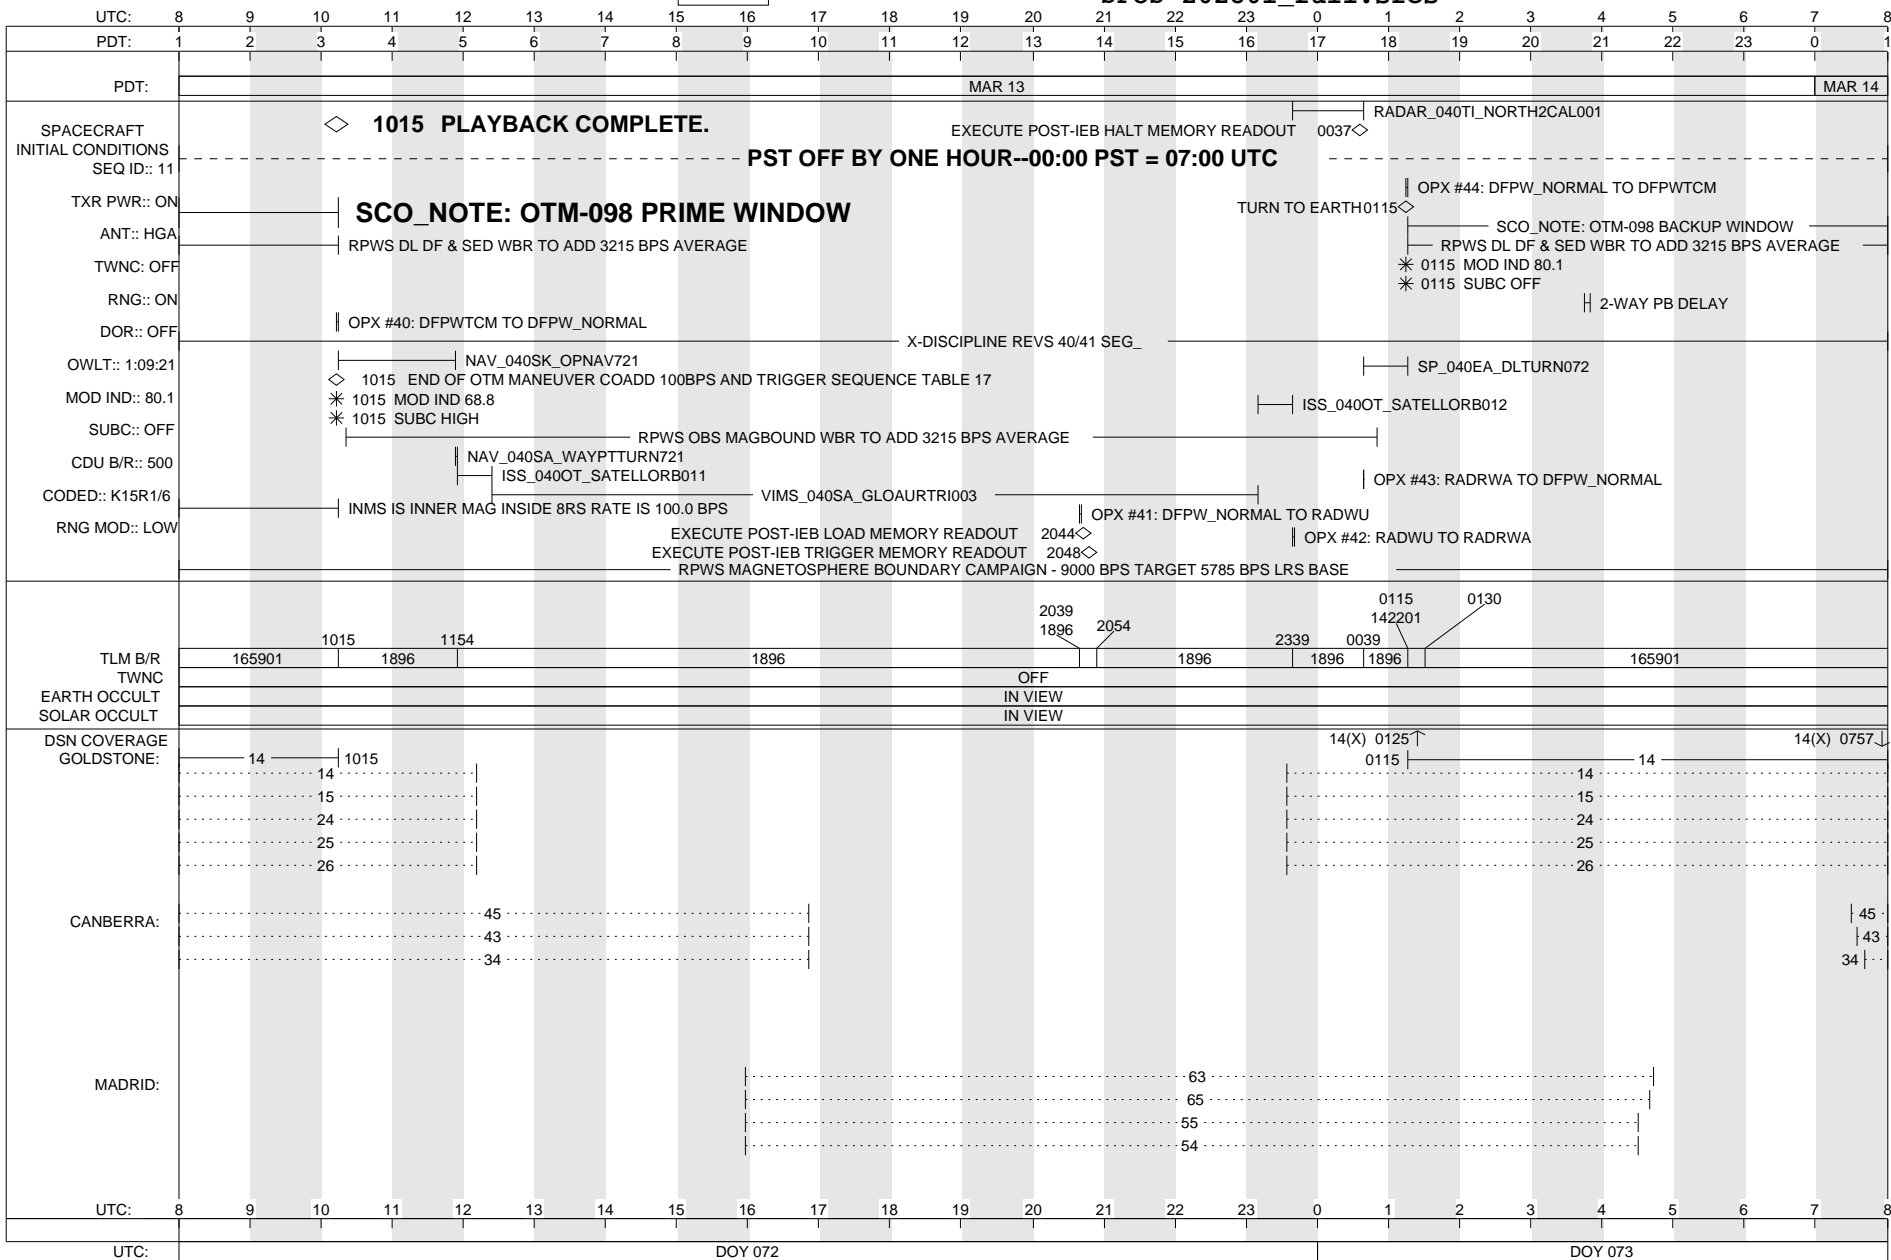 UTC: 8 9 10 11 12 13 14 15 16 17 18 19 20 21 22 23 0 1 2 3 4 5 6 7 8
PDT: 1 2 3 4 5 6 7 8 9 10 11 12 13 14 15 16 17 18 19 20 21 22 23 0 1
PDT: MAR 13 MAR 14
RADAR_040TI_NORTH2CAL001
1015 PLAYBACK COMPLETE.
SPACECRAFT
EXECUTE POST-IEB HALT MEMORY READOUT 0037
INITIAL CONDITIONS
PST OFF BY ONE HOUR--00:00 PST = 07:00 UTC
SEQ ID:: 11
OPX #44: DFPW_NORMAL TO DFPWTCM
TXR PWR:: ON
SCO_NOTE: OTM-098 PRIME WINDOW
TURN TO EARTH 0115
SCO_NOTE: OTM-098 BACKUP WINDOW
ANT:: HGA
RPWS DL DF & SED WBR TO ADD 3215 BPS AVERAGE
RPWS DL DF & SED WBR TO ADD 3215 BPS AVERAGE
TWNC: OFF
0115 MOD IND 80.1
0115 SUBC OFF
RNG:: ON
2-WAY PB DELAY
OPX #40: DFPWTCM TO DFPW_NORMAL
DOR:: OFF
X-DISCIPLINE REVS 40/41 SEG_
OWLT:: 1:09:21
NAV_040SK_OPNAV721
SP_040EA_DLTURN072
1015 END OF OTM MANEUVER COADD 100BPS AND TRIGGER SEQUENCE TABLE 17
MOD IND:: 80.1
1015 MOD IND 68.8
ISS_040OT_SATELLORB012
1015 SUBC HIGH
SUBC:: OFF
RPWS OBS MAGBOUND WBR TO ADD 3215 BPS AVERAGE
NAV_040SA_WAYPTTURN721
CDU B/R:: 500
ISS_040OT_SATELLORB011
OPX #43: RADRWA TO DFPW_NORMAL
CODED:: K15R1/6
VIMS_040SA_GLOAURTRI003
INMS IS INNER MAG INSIDE 8RS RATE IS 100.0 BPS
OPX #41: DFPW_NORMAL TO RADWU
RNG MOD:: LOW
EXECUTE POST-IEB LOAD MEMORY READOUT 2044
OPX #42: RADWU TO RADRWA
EXECUTE POST-IEB TRIGGER MEMORY READOUT 2048
RPWS MAGNETOSPHERE BOUNDARY CAMPAIGN - 9000 BPS TARGET 5785 BPS LRS BASE
0115 0130
2039 142201
1896 2054
1015 1154 2339 0039
TLM B/R 165901 1896 1896 1896 1896 1896 165901
TWNC OFF
EARTH OCCULT IN VIEW
SOLAR OCCULT IN VIEW
DSN COVERAGE 14(X) 0125 14(X) 0757
GOLDSTONE: 14 1015 0115 14
14 14
15 15
24 24
25 25
26 26
CANBERRA: 45 45
43 43
34 34
MADRID: 63
65
55
54
UTC: 8 9 10 11 12 13 14 15 16 17 18 19 20 21 22 23 0 1 2 3 4 5 6 7 8
UTC: DOY 072 DOY 073